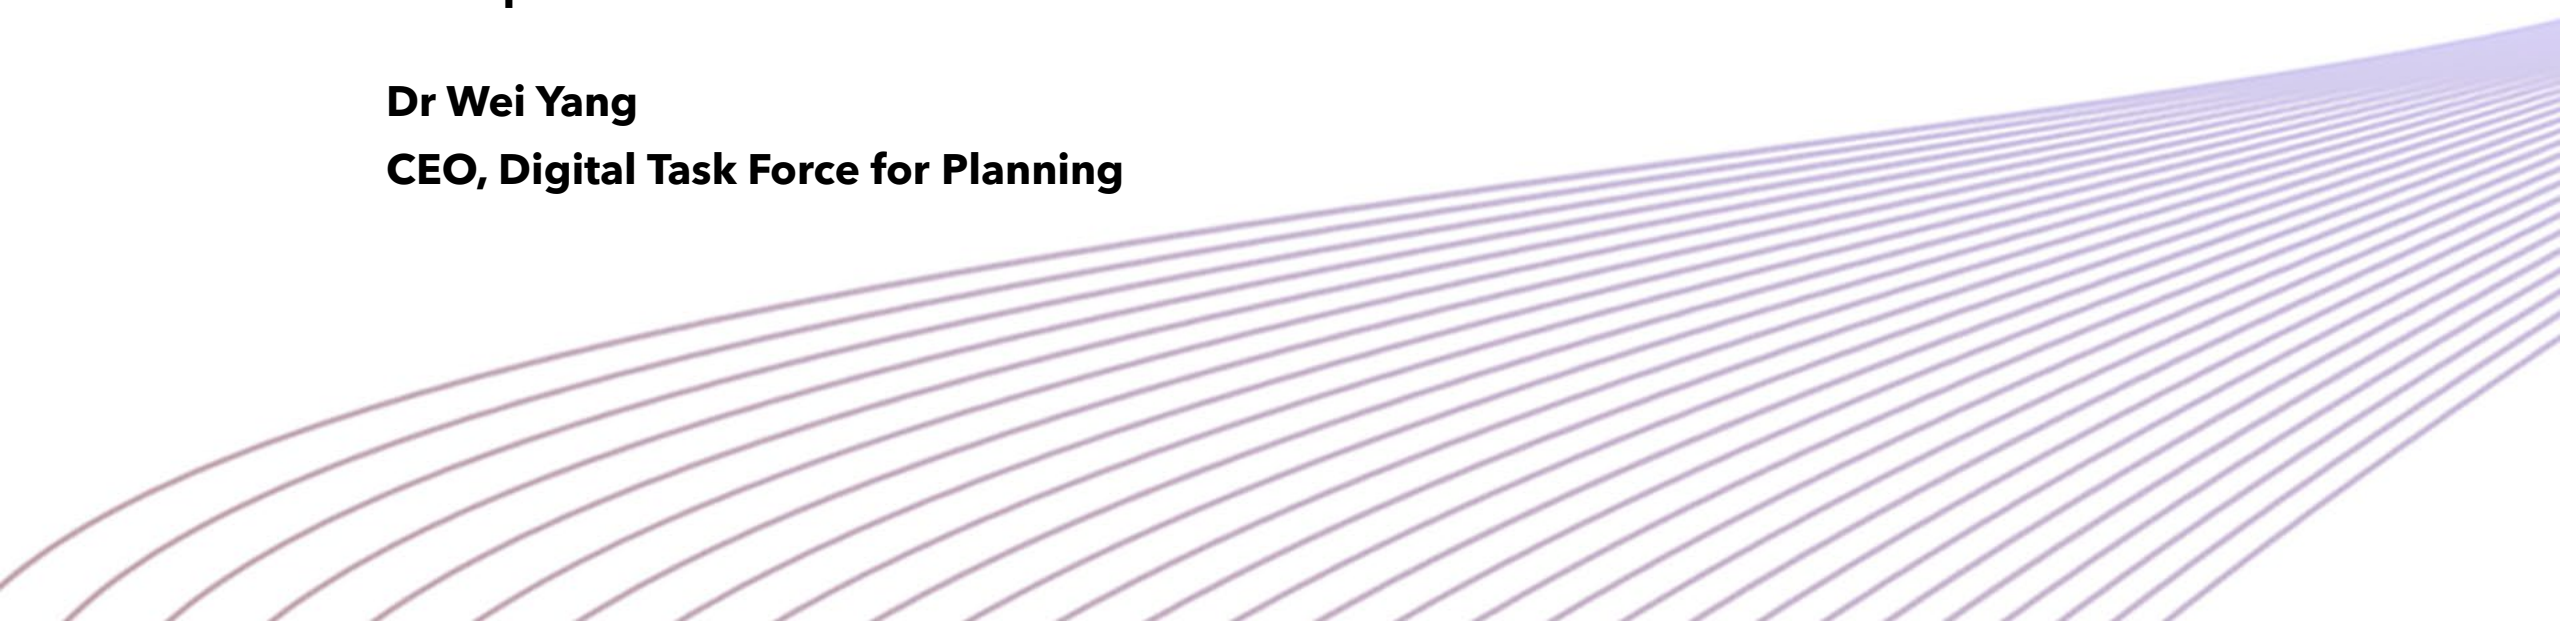 Dr Wei Yang
CEO, Digital Task Force for Planning